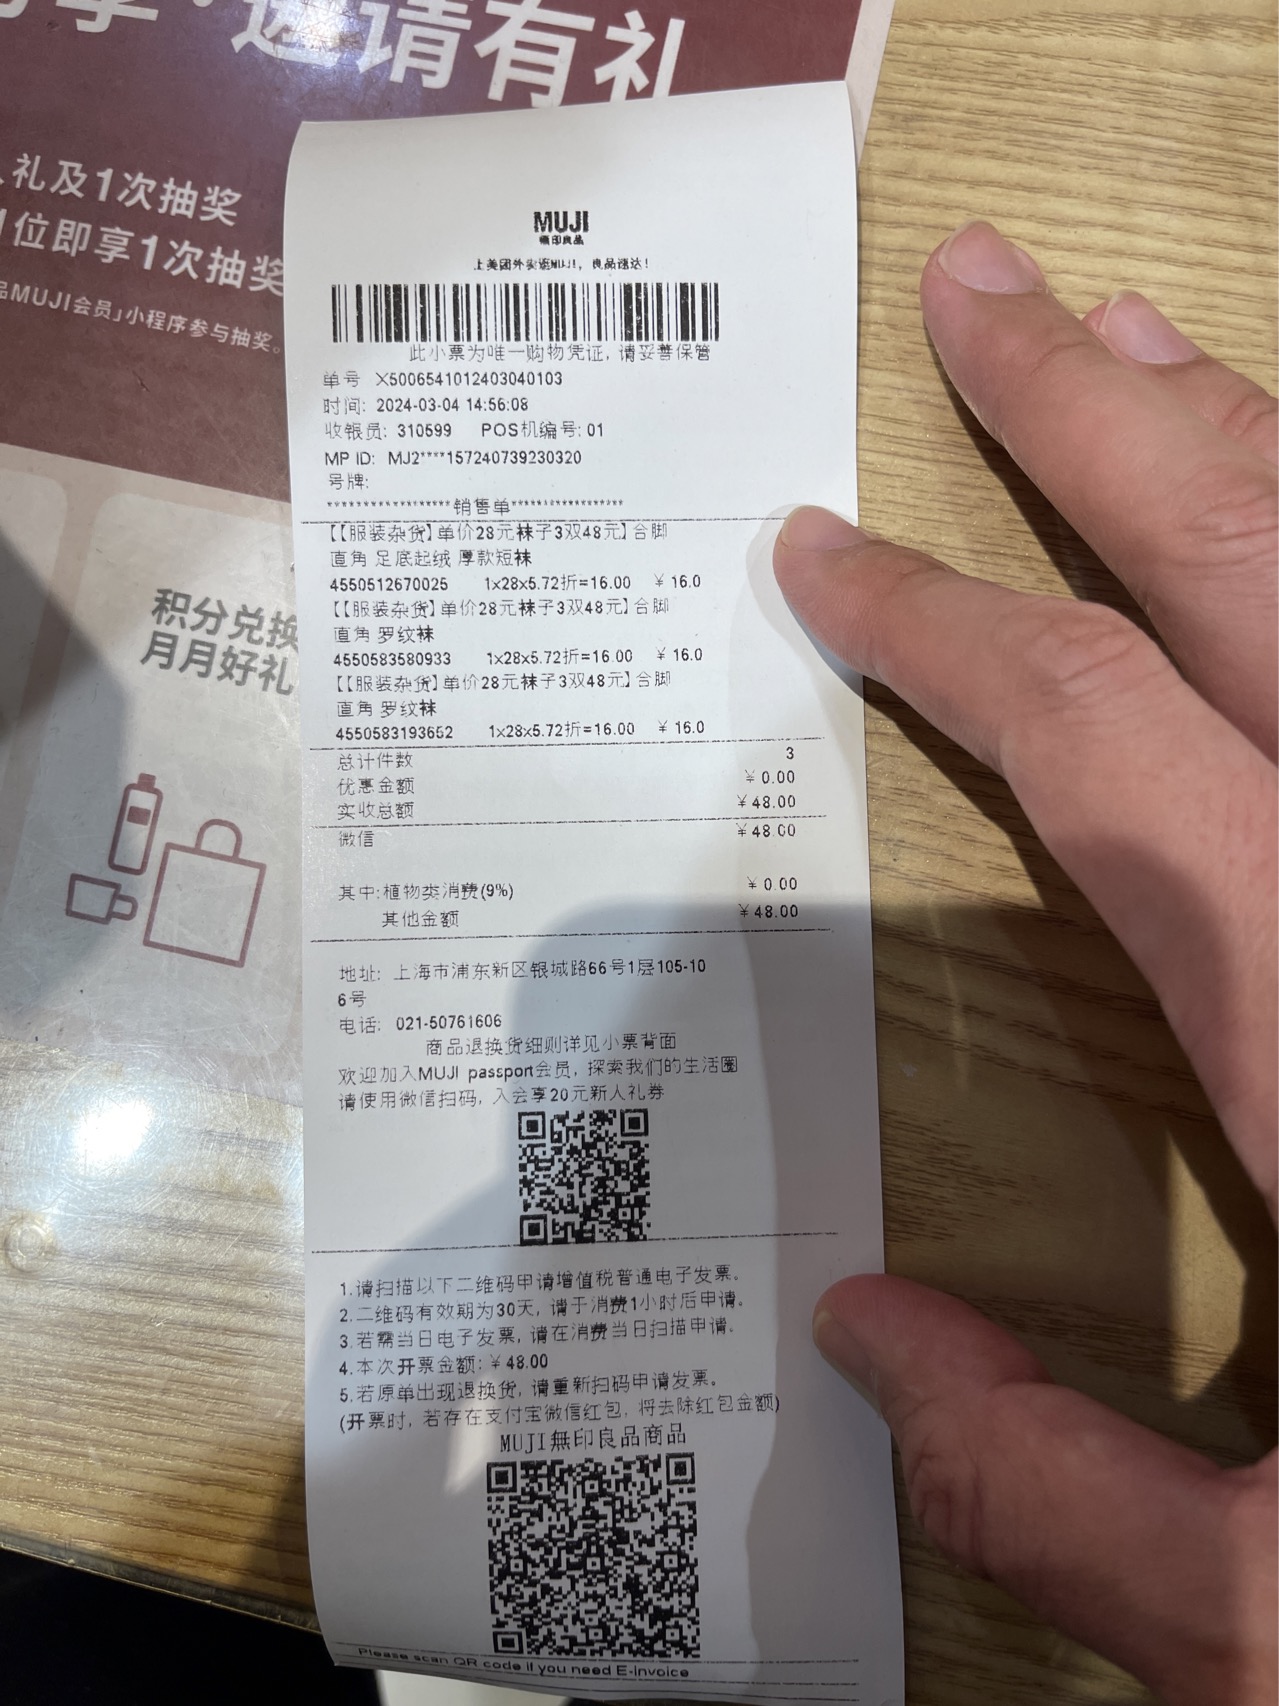 ·邀请有礼
礼及1次抽奖
1位即享1次抽奖
品MUJI会员」小程序参与抽奖。
积分兑换
月月好礼
MUJI
無印良品
上美团外卖逛MUJI，良品速达！
此小票为唯一购物凭证，请妥善保管
单号 X5006541012403040103
时间: 2024-03-04 14:56:08
收银员: 310599 POS机编号: 01
MP ID: MJ2****157240739230320
号牌:
******************销售单******************
【【服装杂货】单价28元袜子3双48元】合脚
直角 足底起绒 厚款短袜
4550512670025 1x28x5.72折=16.00 ￥16.0
【【服装杂货】单价28元袜子3双48元】合脚
直角 罗纹袜
4550583580933 1x28x5.72折=16.00 ￥16.0
【【服装杂货】单价28元袜子3双48元】合脚
直角 罗纹袜
4550583193652 1x28x5.72折=16.00 ￥16.0
总计件数 3
优惠金额 ￥0.00
实收总额 ￥48.00
微信 ￥48.00
其中:植物类消费(9%) ￥0.00
其他金额 ￥48.00
地址: 上海市浦东新区银城路66号1层105-10
6号
电话: 021-50761606
商品退换货细则详见小票背面
欢迎加入MUJI passport会员，探索我们的生活圈
请使用微信扫码，入会享20元新人礼券
1.请扫描以下二维码申请增值税普通电子发票。
2.二维码有效期为30天，请于消费1小时后申请。
3.若需当日电子发票，请在消费当日扫描申请。
4.本次开票金额:￥48.00
5.若原单出现退换货，请重新扫码申请发票。
(开票时，若存在支付宝微信红包，将去除红包金额)
MUJI無印良品商品
Please scan QR code if you need E-Invoice